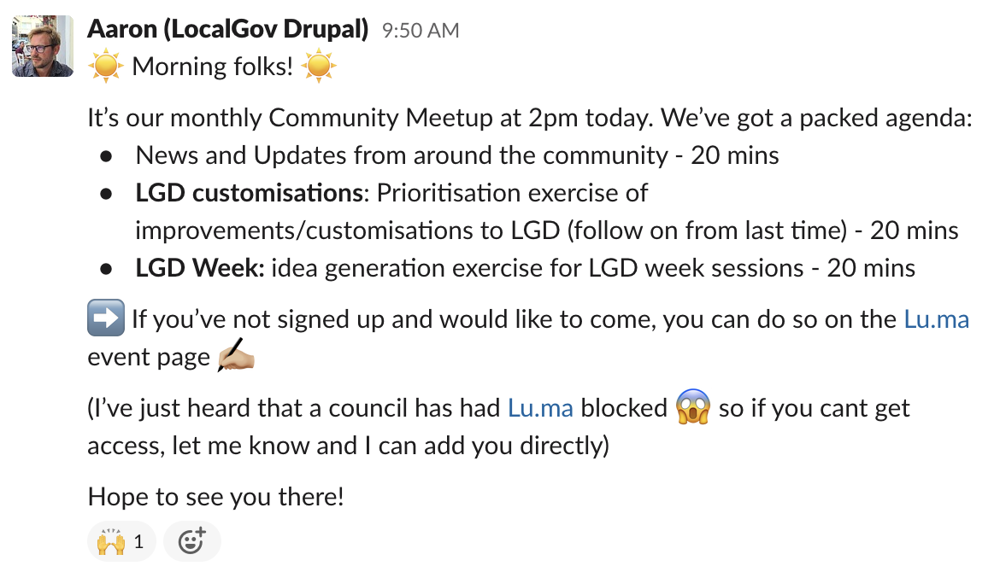 Aaron (LocalGov Drupal) 9:50 AM
☀️ Morning folks! ☀️
It’s our monthly Community Meetup at 2pm today. We’ve got a packed agenda:
● News and Updates from around the community - 20 mins
● LGD customisations: Prioritisation exercise of
improvements/customisations to LGD (follow on from last time) - 20 mins
● LGD Week: idea generation exercise for LGD week sessions - 20 mins
➡️ If you’ve not signed up and would like to come, you can do so on the Lu.ma
event page ✍🏼
(I’ve just heard that a council has had Lu.ma blocked 😱 so if you cant get
access, let me know and I can add you directly)
Hope to see you there!
🙌 1